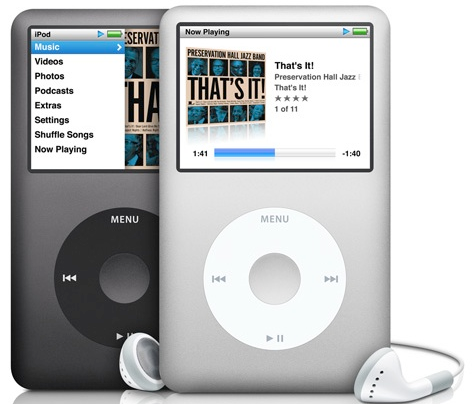 iPod
Music
Videos
Photos
Podcasts
Extras
Settings
Shuffle Songs
Now Playing
MENU
Now Playing
PRESERVATION HALL JAZZ BAND
THAT'S IT!
That's It!
Preservation Hall Jazz
That's It!
1 of 11
1:41
-1:40
MENU